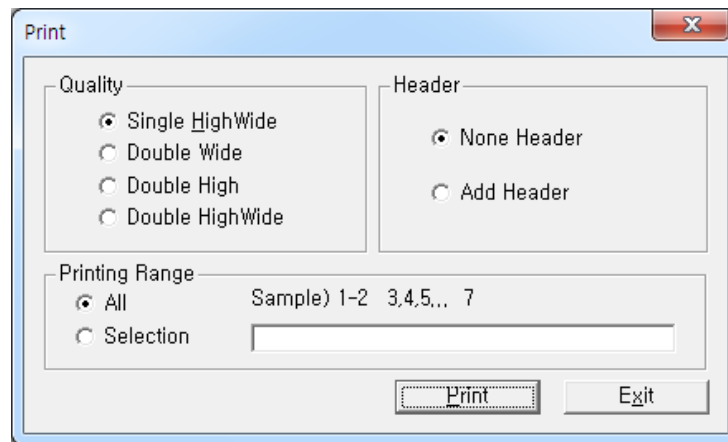 Print
Quality
Single HighWide
Double Wide
Double High
Double HighWide
Header
None Header
Add Header
Printing Range
All
Sample) 1-2 3,4,5,,, 7
Selection
Print
Exit